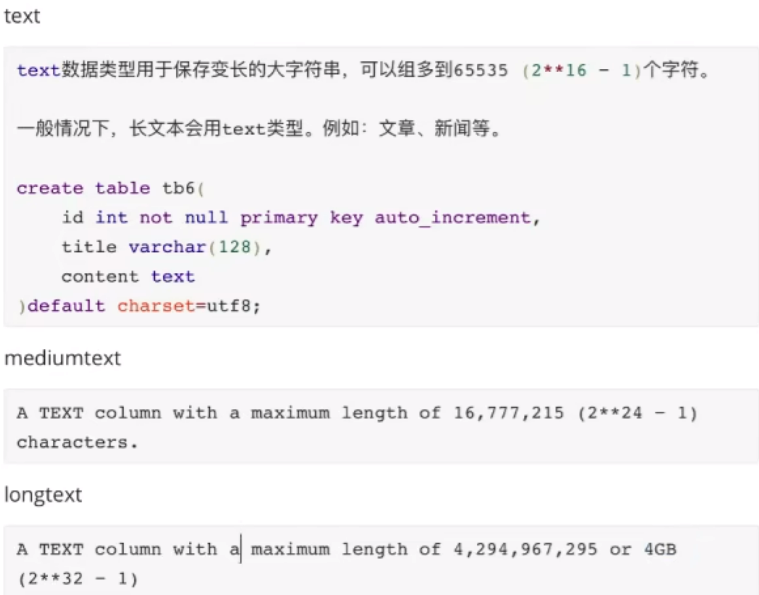 text
text数据类型用于保存变长的大字符串，可以组多到65535 (2**16 - 1)个字符。
一般情况下，长文本会用text类型。例如：文章、新闻等。
create table tb6(
    id int not null primary key auto_increment,
    title varchar(128),
    content text
)default charset=utf8;
mediumtext
A TEXT column with a maximum length of 16,777,215 (2**24 - 1)
characters.
longtext
A TEXT column with a maximum length of 4,294,967,295 or 4GB
(2**32 - 1)